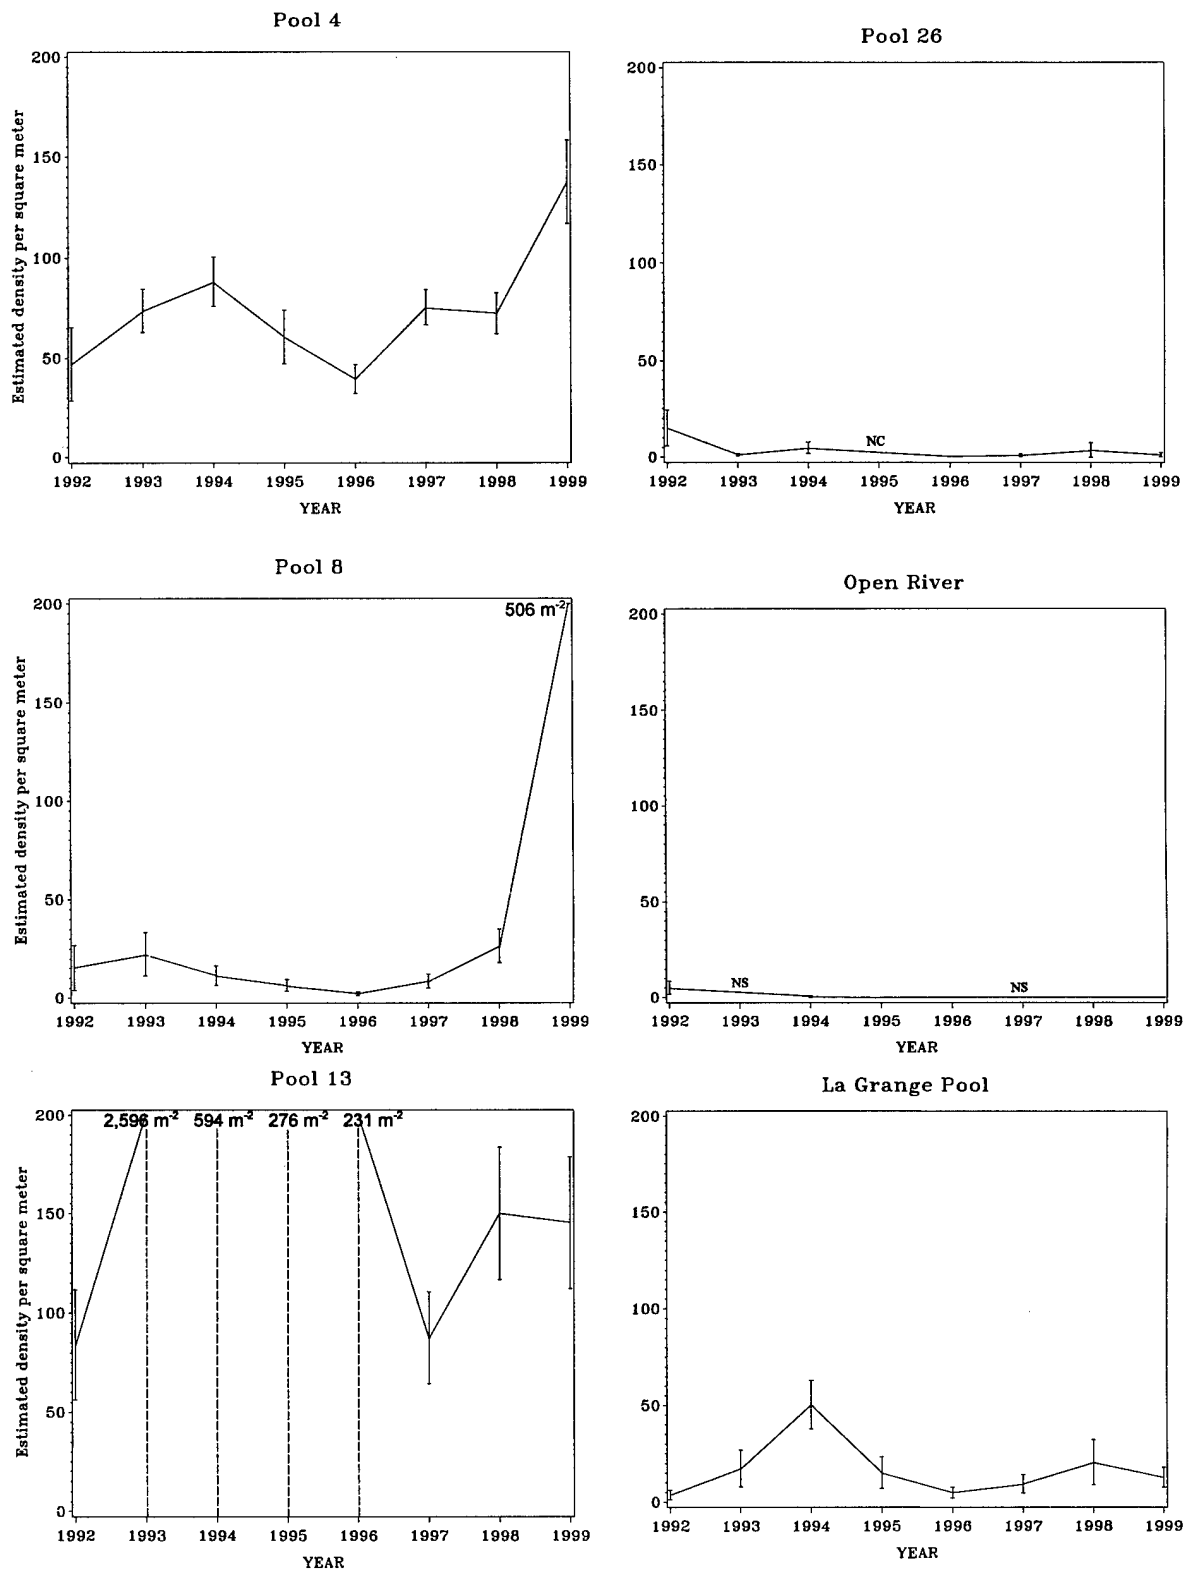 Pool 4
Estimated density per square meter
200
150
100
50
0
1992 1993 1994 1995 1996 1997 1998 1999
YEAR
Pool 26
200
150
100
50
0
NC
1992 1993 1994 1995 1996 1997 1998 1999
YEAR
Pool 8
Estimated density per square meter
200
150
100
50
0
506 m-2
1992 1993 1994 1995 1996 1997 1998 1999
YEAR
Open River
200
150
100
50
0
NS NS
1992 1993 1994 1995 1996 1997 1998 1999
YEAR
Pool 13
Estimated density per square meter
200
150
100
50
0
2,596 m-2 594 m-2 276 m-2 231 m-2
1992 1993 1994 1995 1996 1997 1998 1999
YEAR
La Grange Pool
200
150
100
50
0
1992 1993 1994 1995 1996 1997 1998 1999
YEAR